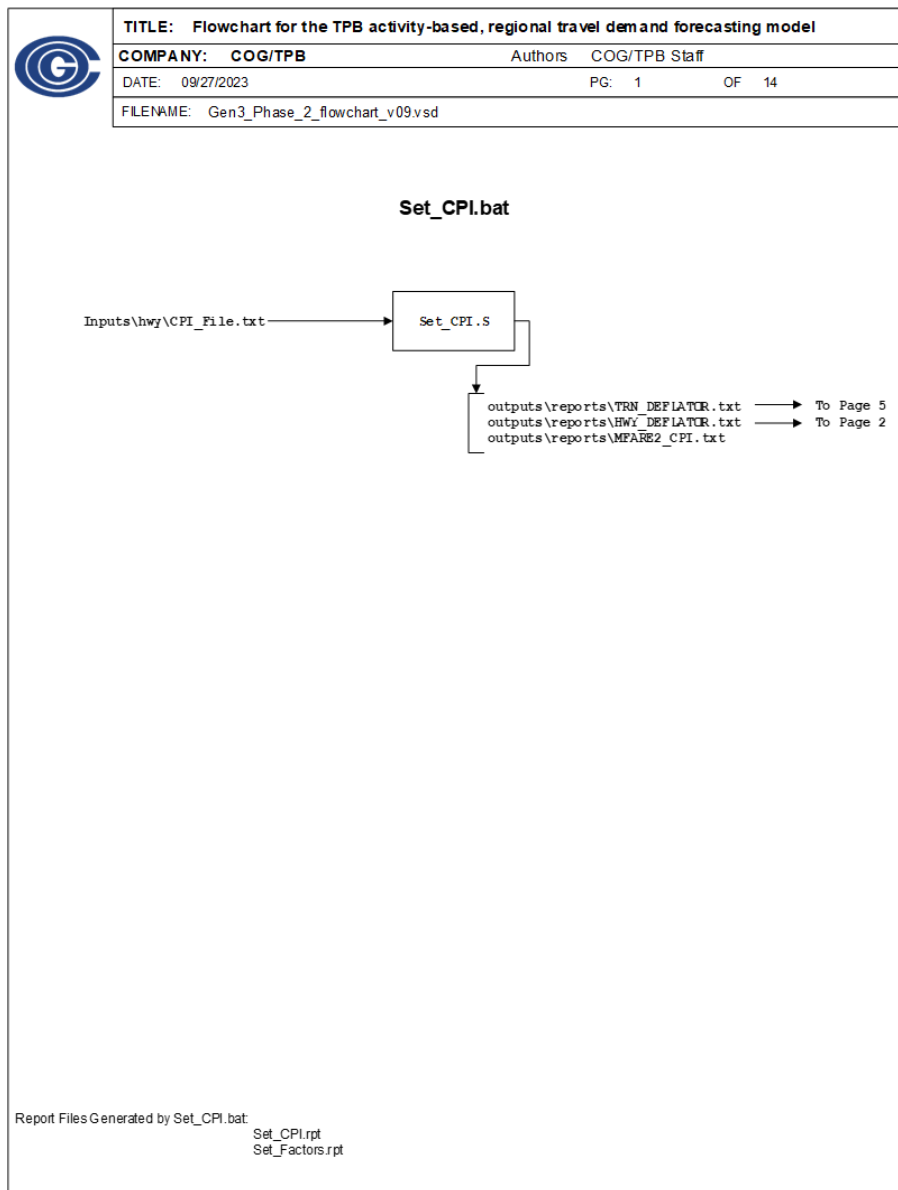 TITLE: Flowchart for the TPB activity-based, regional travel demand forecasting model
COMPANY: COG/TPB Authors COG/TPB Staff
DATE: 09/27/2023 PG: 1 OF 14
FILENAME: Gen3_Phase_2_flowchart_v09.vsd
Set_CPI.bat
Inputs\hwy\CPI_File.txt Set_CPI.S
outputs\reports\TRN_DEFLATOR.txt To Page 5
outputs\reports\HWY_DEFLATOR.txt To Page 2
outputs\reports\MFARE2_CPI.txt
Report Files Generated by Set_CPI.bat:
Set_CPI.rpt
Set_Factors.rpt